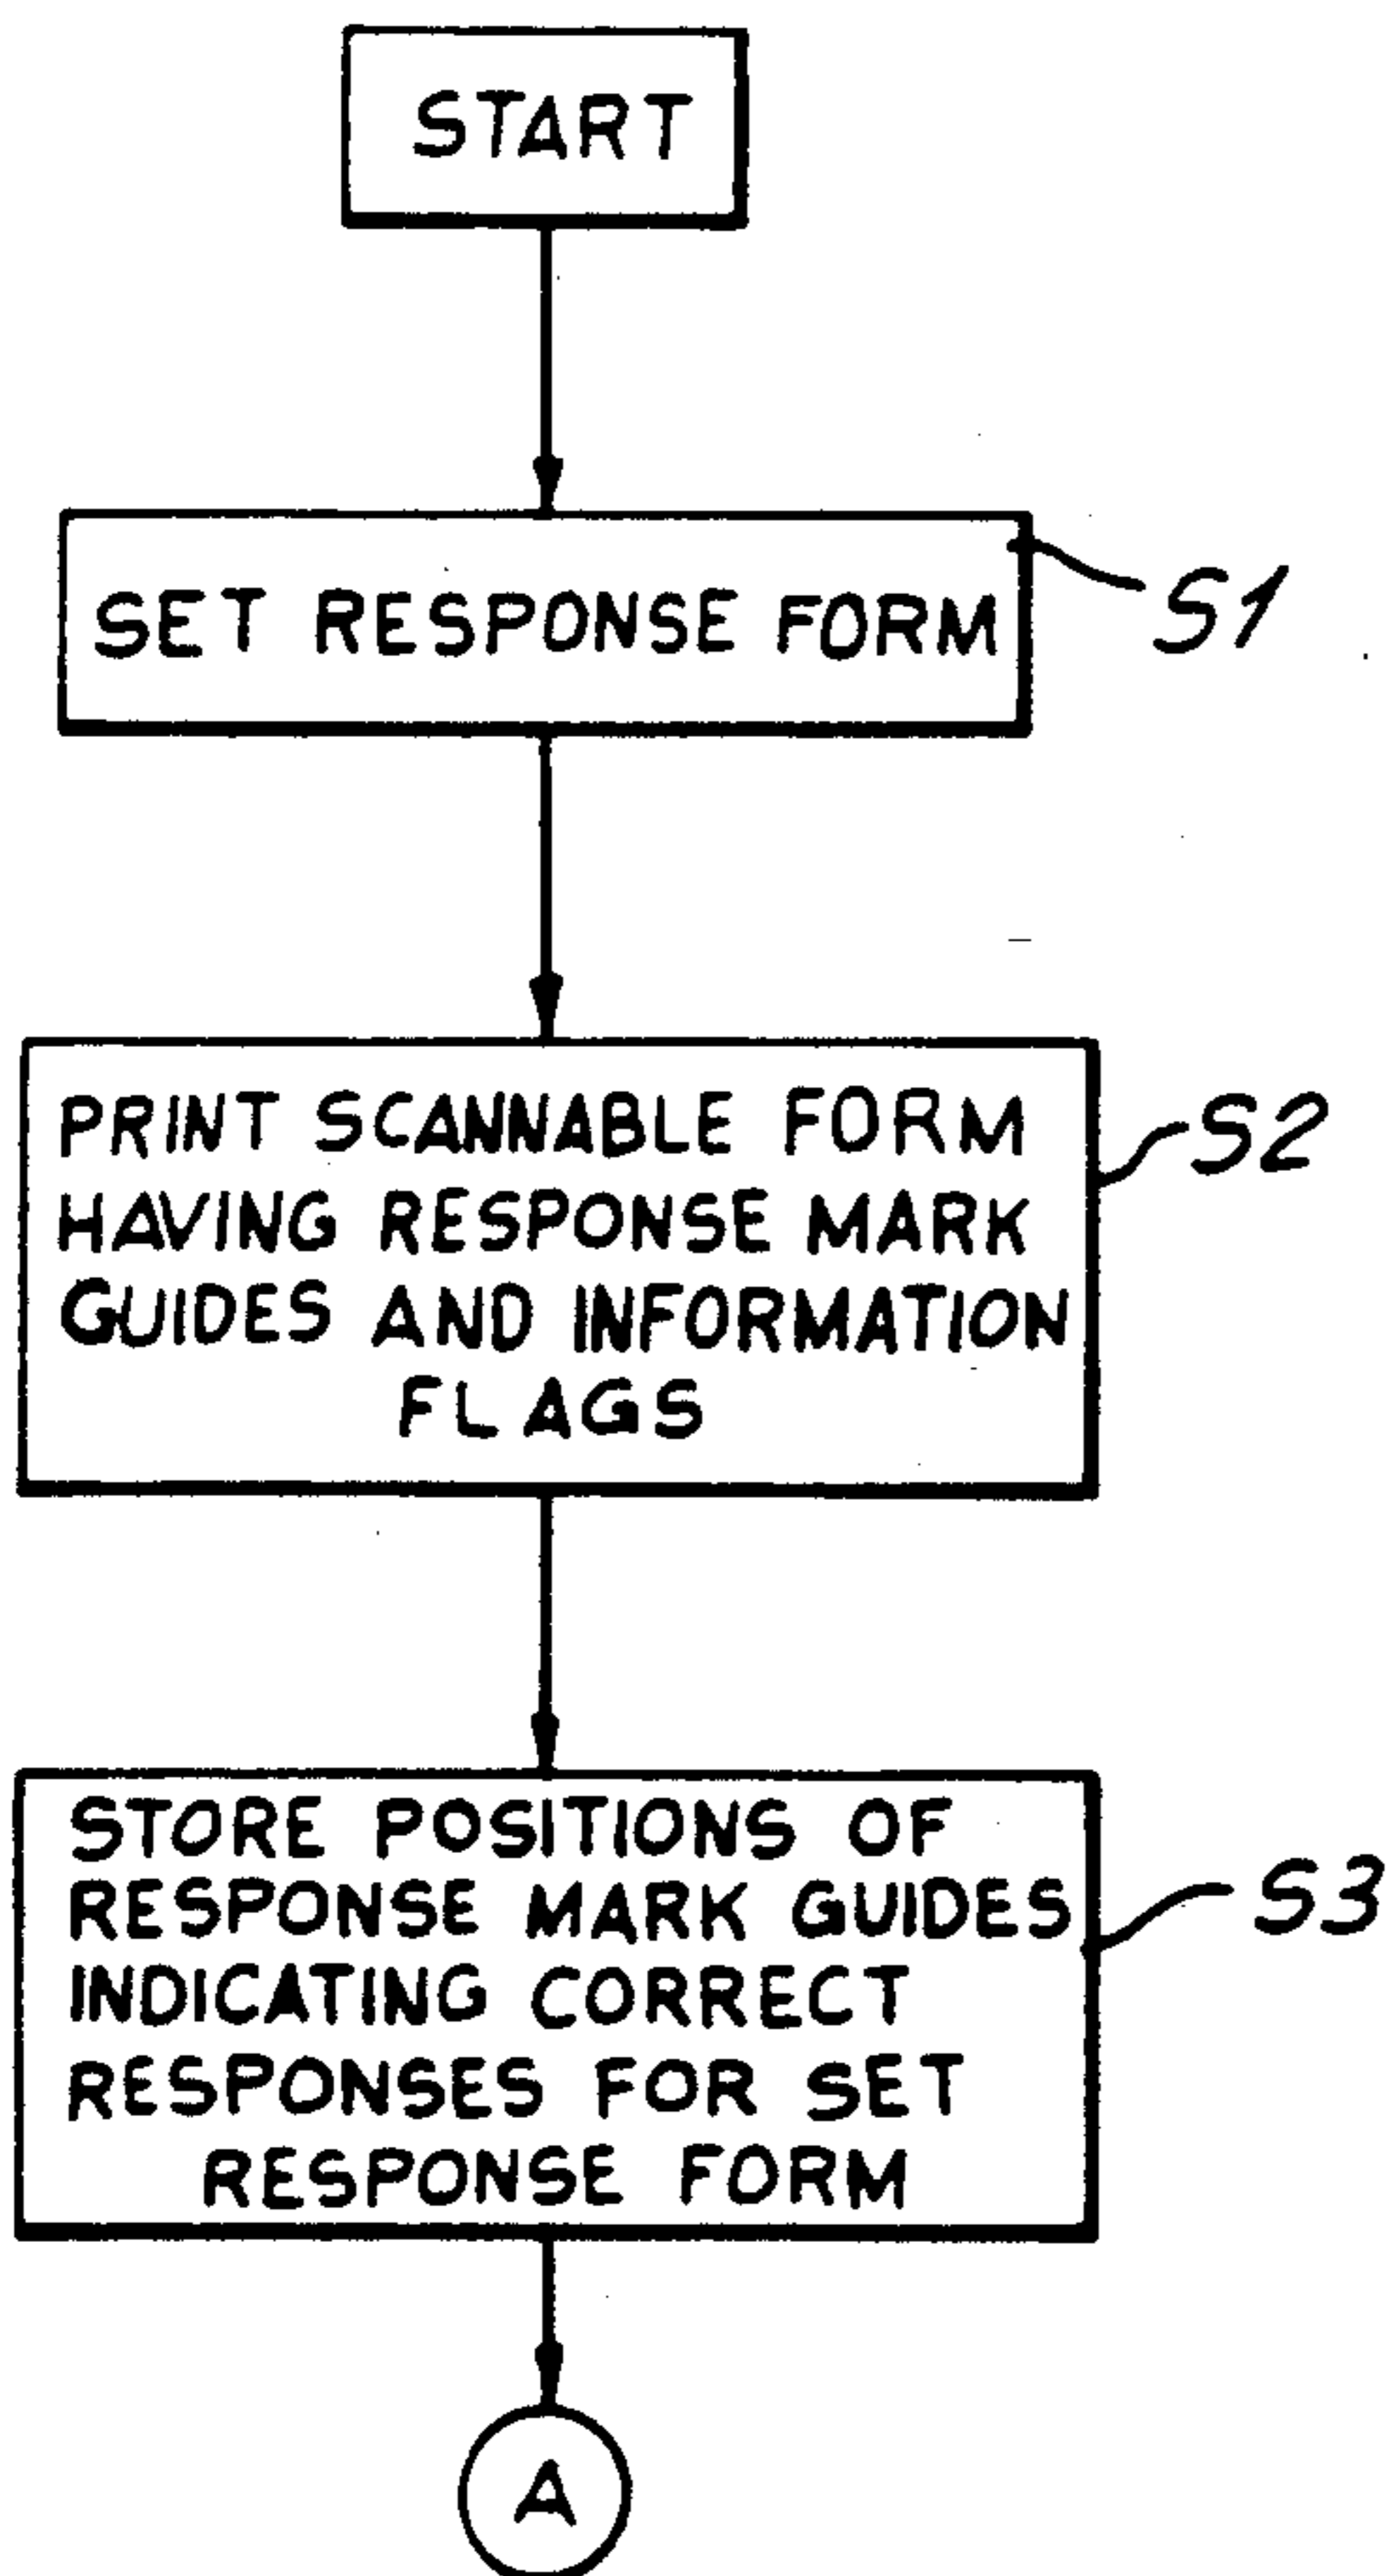 START
SET RESPONSE FORM
S1
PRINT SCANNABLE FORM
HAVING RESPONSE MARK
GUIDES AND INFORMATION
FLAGS
S2
STORE POSITIONS OF
RESPONSE MARK GUIDES
INDICATING CORRECT
RESPONSES FOR SET
RESPONSE FORM
S3
A